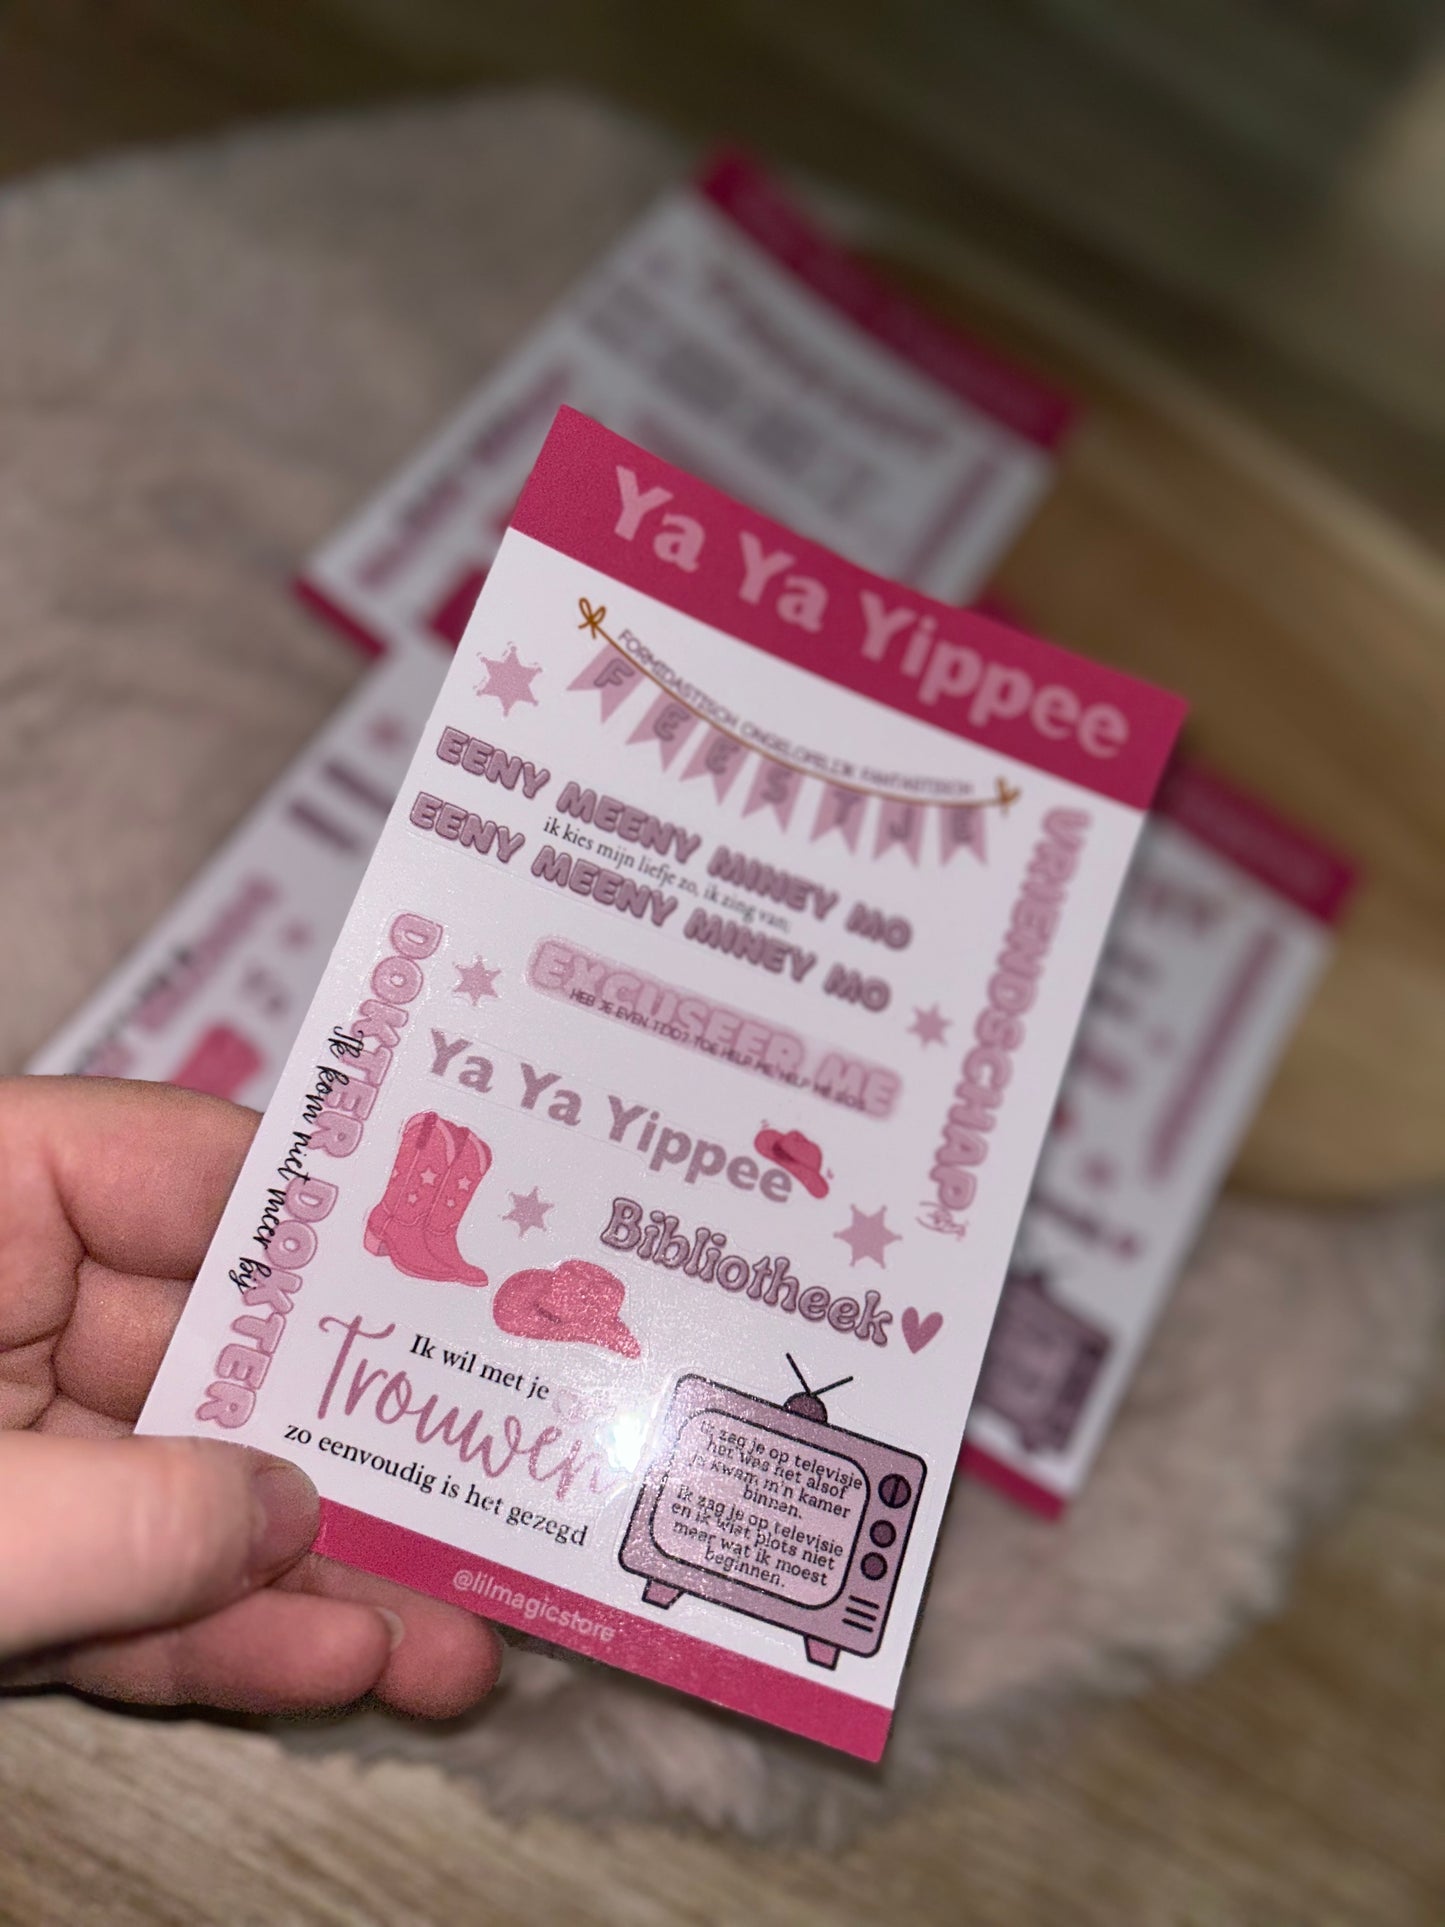 Ya Ya Yippee
FORMIDASTISCH ONGELOMELIJK FANTASTISCH
FEESTJE
EENY MEENY MINEY MO
ik kies mijn liefje zo, ik zing van:
EENY MEENY MINEY MO
VRIENDSCHAP
EXCUSEER ME
HEB JE EVEN TIJD? TOE HELP ME, HELP ME
DOKTER DOKTER
Ik kom niet meer bij
Ya Ya Yippee
Bibliotheek
Ik wil met je
Trouwen
zo eenvoudig is het gezegd
Ik zag je op televisie
het was net alsof
je kwam m'n kamer
binnen.
Ik zag je op televisie
en ik wist plots niet
meer wat ik moest
beginnen.
@lilmagicstore